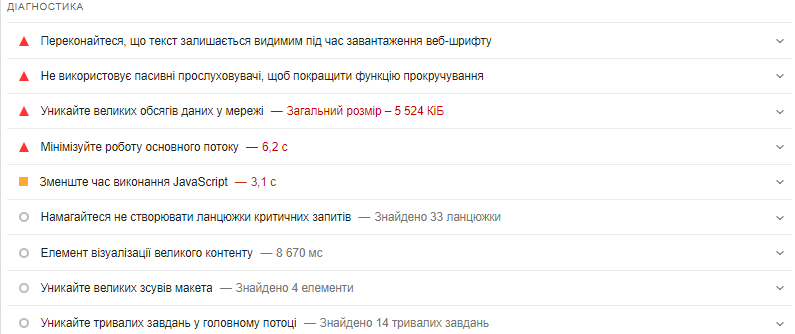 ДІАГНОСТИКА
Переконайтеся, що текст залишається видимим під час завантаження веб-шрифту
Не використовує пасивні прослуховувачі, щоб покращити функцію прокручування
Уникайте великих обсягів даних у мережі — Загальний розмір – 5 524 КіБ
Мінімізуйте роботу основного потоку — 6,2 с
Зменште час виконання JavaScript — 3,1 с
Намагайтеся не створювати ланцюжки критичних запитів — Знайдено 33 ланцюжки
Елемент візуалізації великого контенту — 8 670 мс
Уникайте великих зсувів макета — Знайдено 4 елементи
Уникайте тривалих завдань у головному потоці — Знайдено 14 тривалих завдань